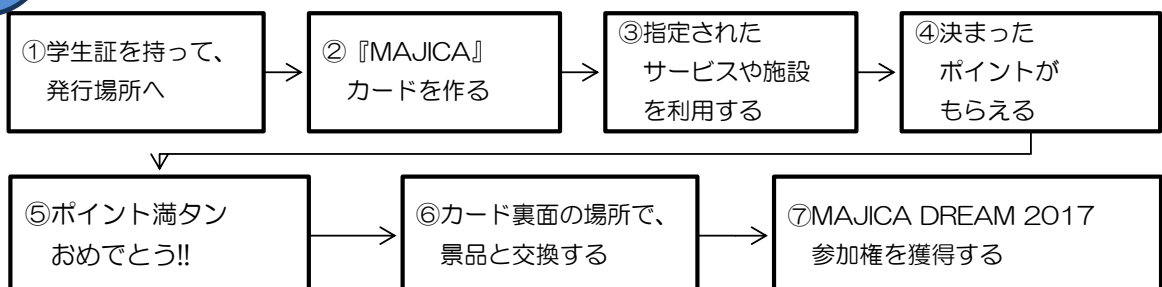 ①学生証を持って、
発行場所へ
②『MAJICA』
カードを作る
③指定された
サービスや施設
を利用する
④決まった
ポイントが
もらえる
⑤ポイント満タン
おめでとう!!
⑥カード裏面の場所で、
景品と交換する
⑦MAJICA DREAM 2017
参加権を獲得する